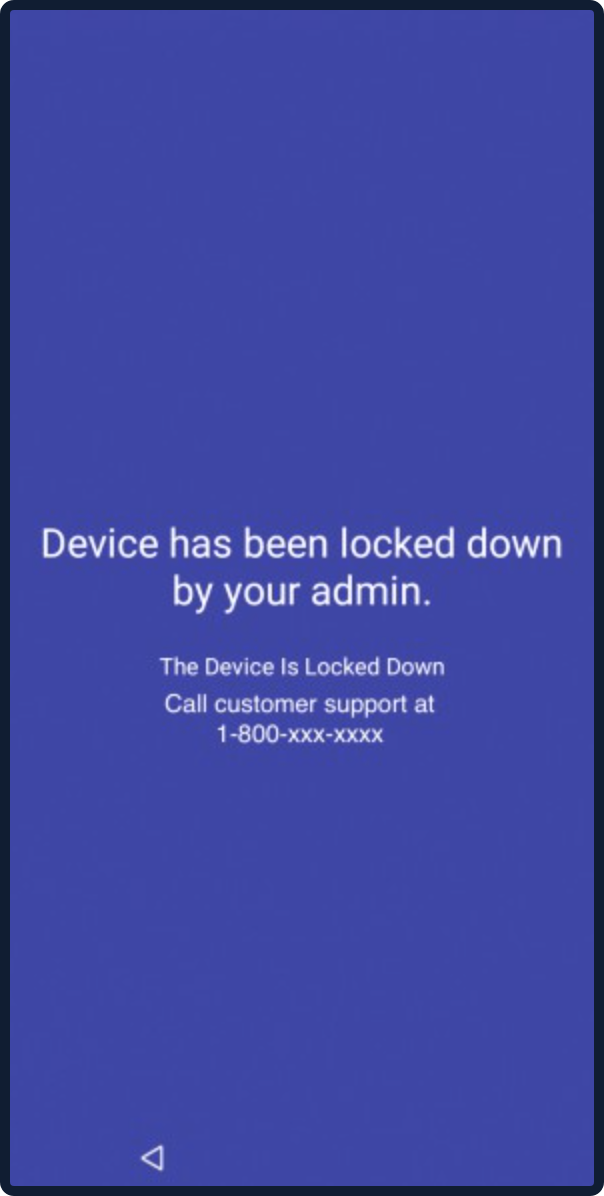 Device has been locked down
by your admin.
The Device Is Locked Down
Call customer support at
1-800-xxx-xxxx